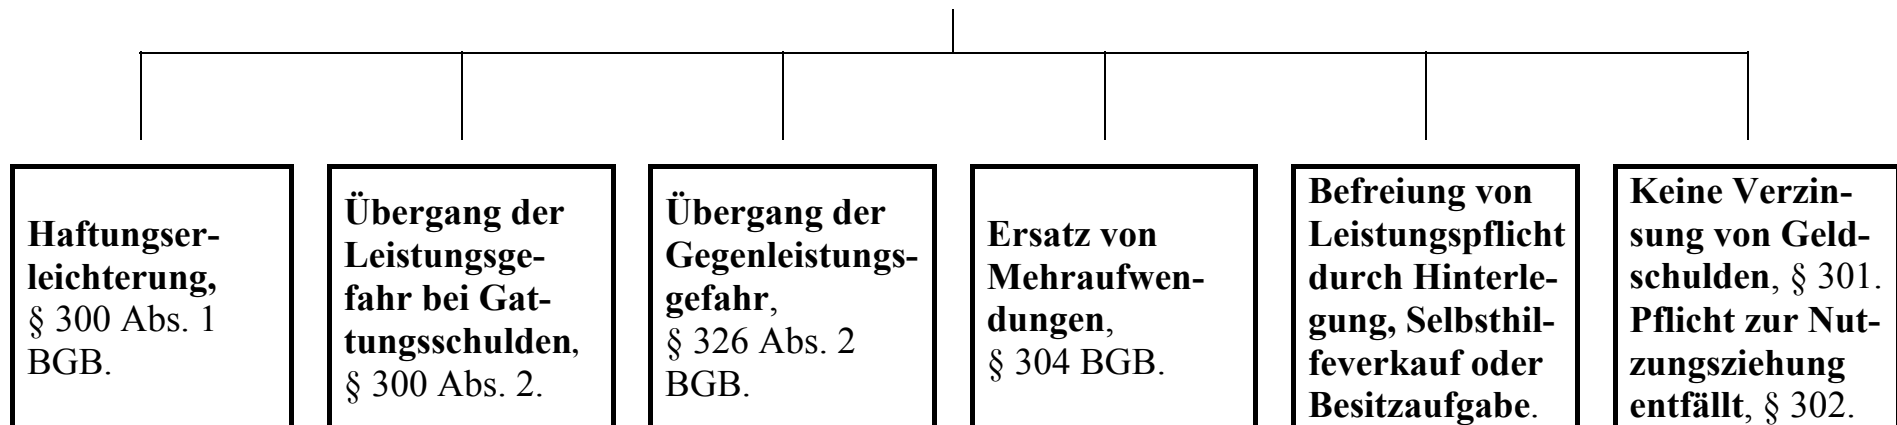 Haftungser-
leichterung,
§ 300 Abs. 1
BGB.
Übergang der
Leistungsge-
fahr bei Gat-
tungsschulden,
§ 300 Abs. 2.
Übergang der
Gegenleistungs-
gefahr,
§ 326 Abs. 2
BGB.
Ersatz von
Mehraufwen-
dungen,
§ 304 BGB.
Befreiung von
Leistungspflicht
durch Hinterle-
gung, Selbsthil-
feverkauf oder
Besitzaufgabe.
Keine Verzin-
sung von Geld-
schulden, § 301.
Pflicht zur Nut-
zungsziehung
entfällt, § 302.